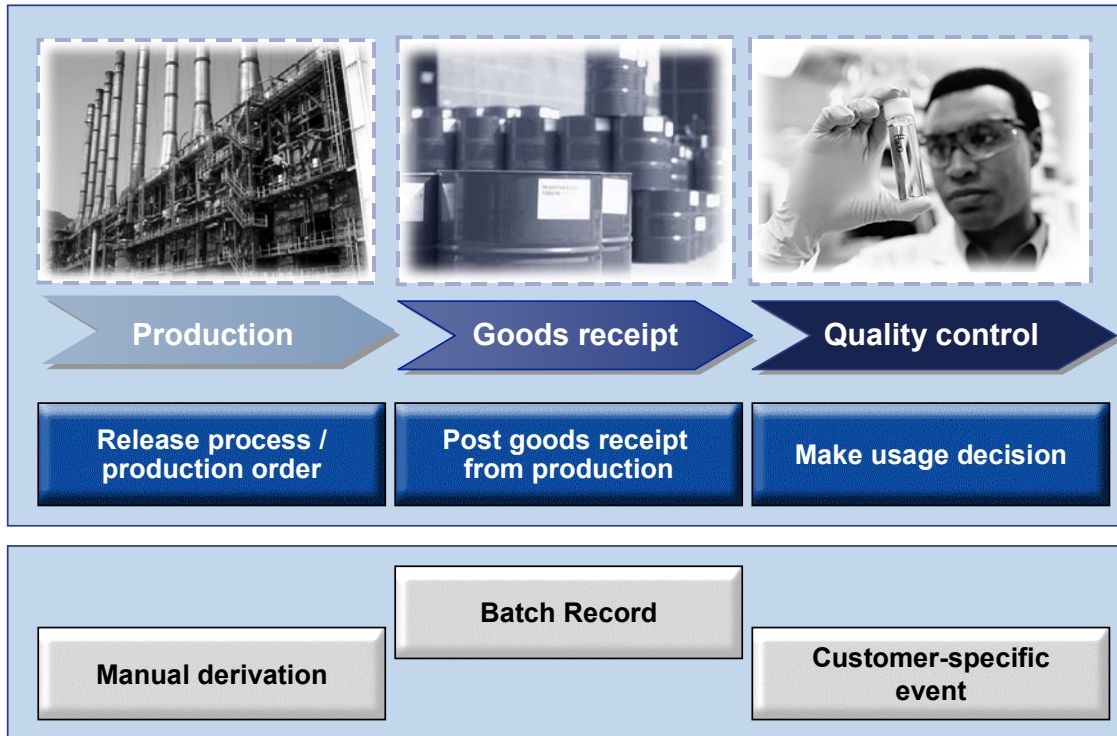 Production
Goods receipt
Quality control
Release process /
production order
Post goods receipt
from production
Make usage decision
Batch Record
Manual derivation
Customer-specific
event